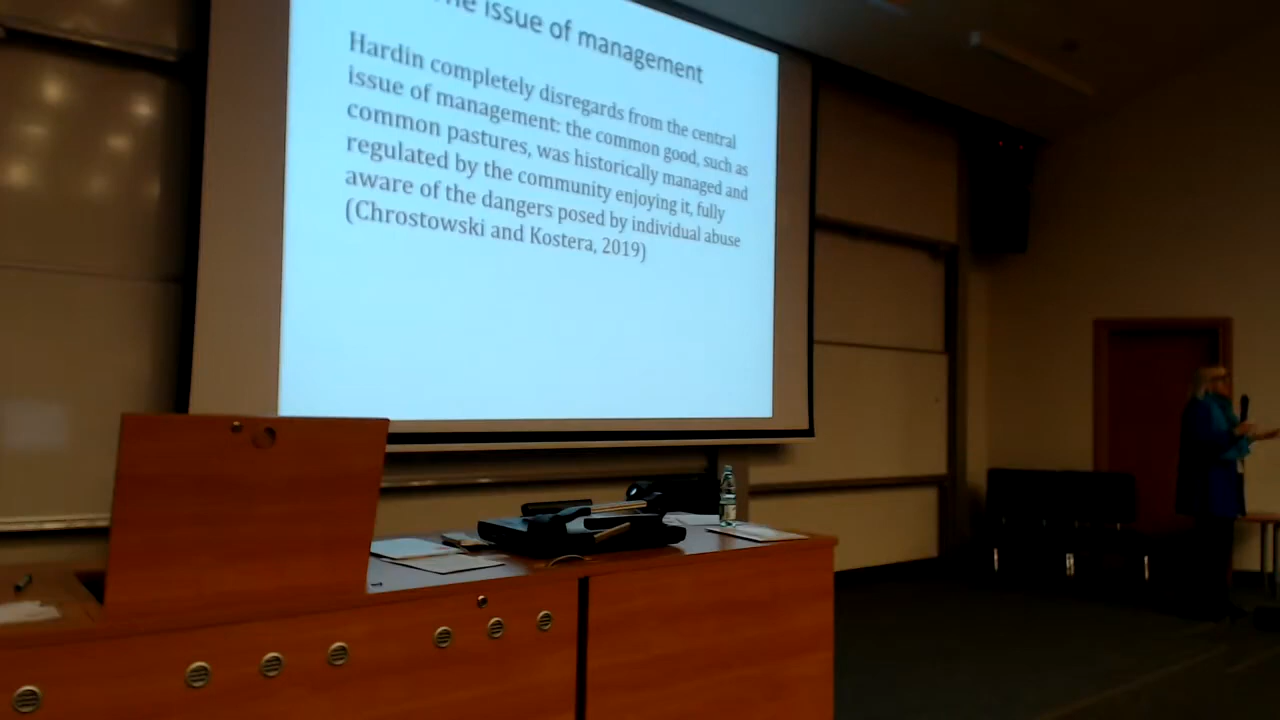 The issue of management
Hardin completely disregards from the central
issue of management: the common good, such as
common pastures, was historically managed and
regulated by the community enjoying it, fully
aware of the dangers posed by individual abuse
(Chrostowski and Kostera, 2019)